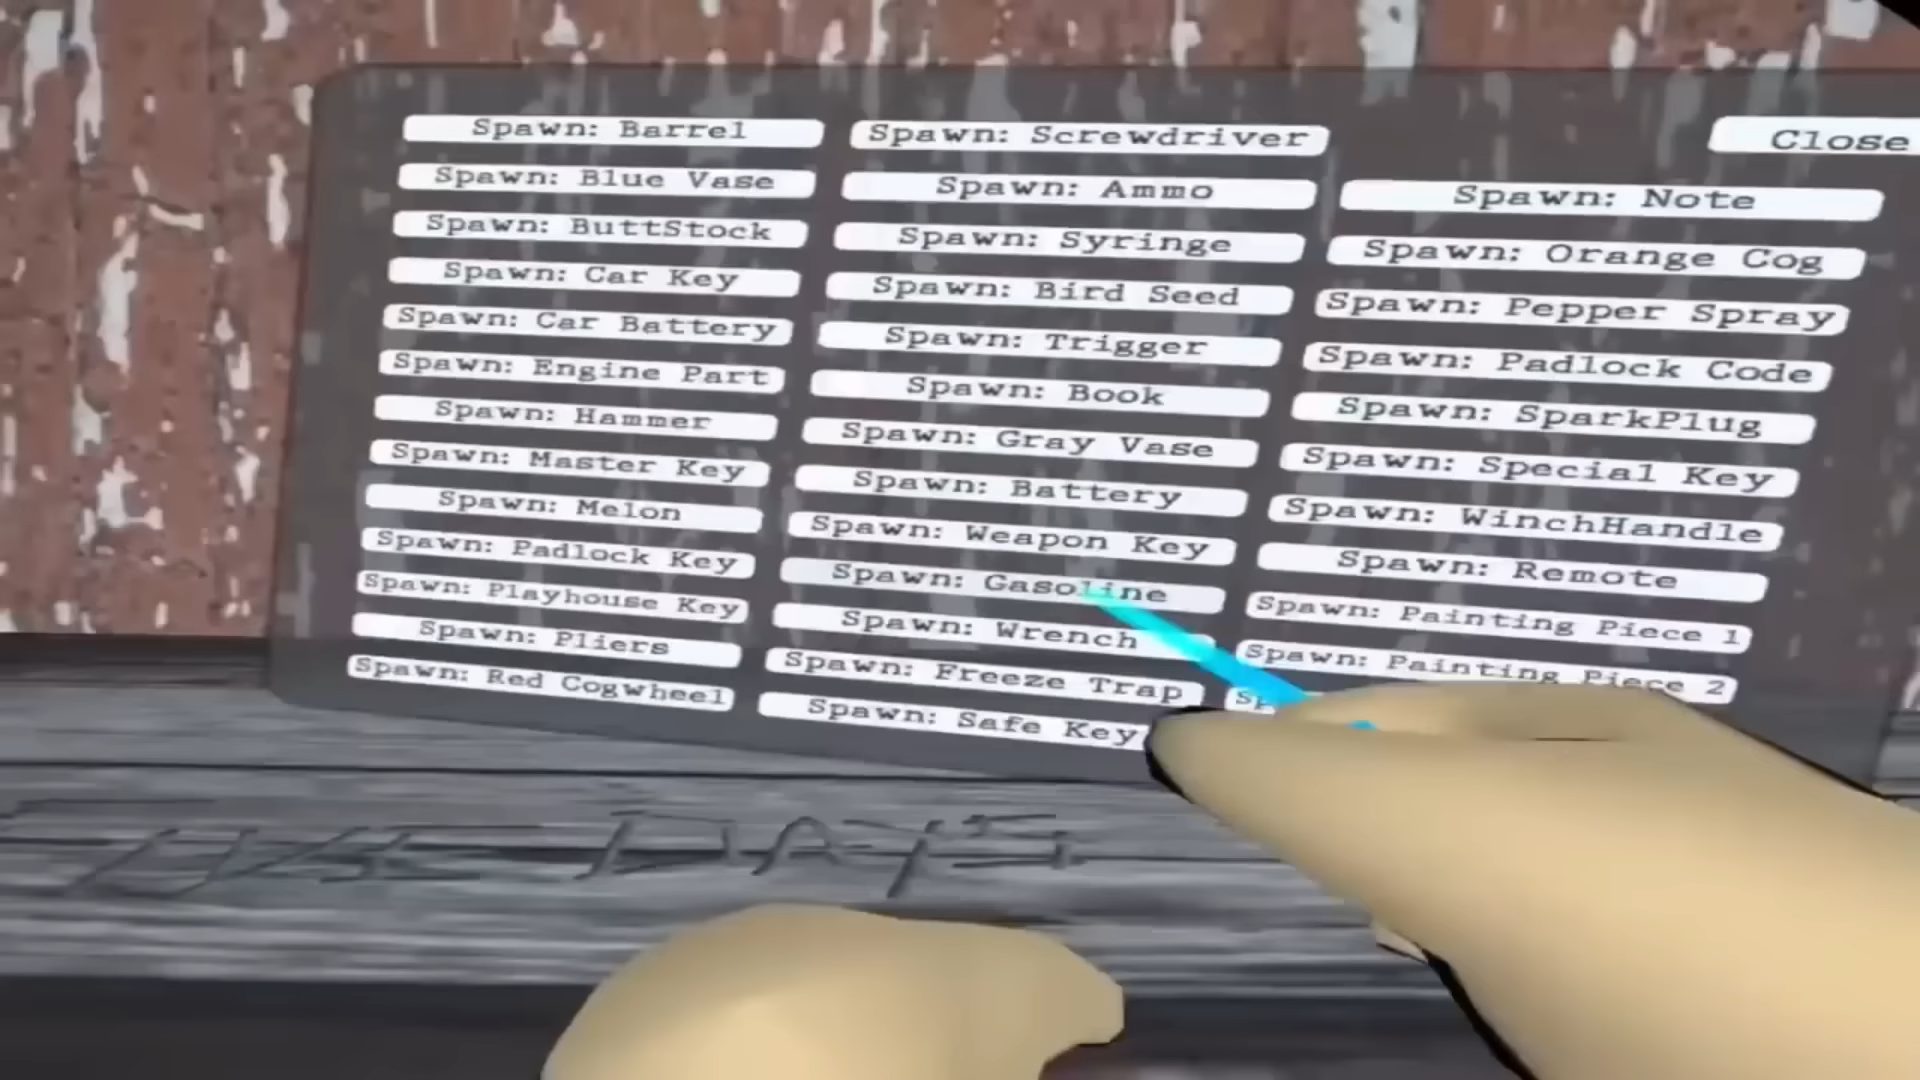 Spawn: Barrel
Spawn: Blue Vase
Spawn: ButtStock
Spawn: Car Key
Spawn: Car Battery
Spawn: Engine Part
Spawn: Hammer
Spawn: Master Key
Spawn: Melon
Spawn: Padlock Key
Spawn: Playhouse Key
Spawn: Pliers
Spawn: Red Cogwheel
Spawn: Screwdriver
Spawn: Ammo
Spawn: Syringe
Spawn: Bird Seed
Spawn: Trigger
Spawn: Book
Spawn: Gray Vase
Spawn: Battery
Spawn: Weapon Key
Spawn: Gasoline
Spawn: Wrench
Spawn: Freeze Trap
Spawn: Safe Key
Close
Spawn: Note
Spawn: Orange Cog
Spawn: Pepper Spray
Spawn: Padlock Code
Spawn: SparkPlug
Spawn: Special Key
Spawn: WinchHandle
Spawn: Remote
Spawn: Painting Piece 1
Spawn: Painting Piece 2
DAYS